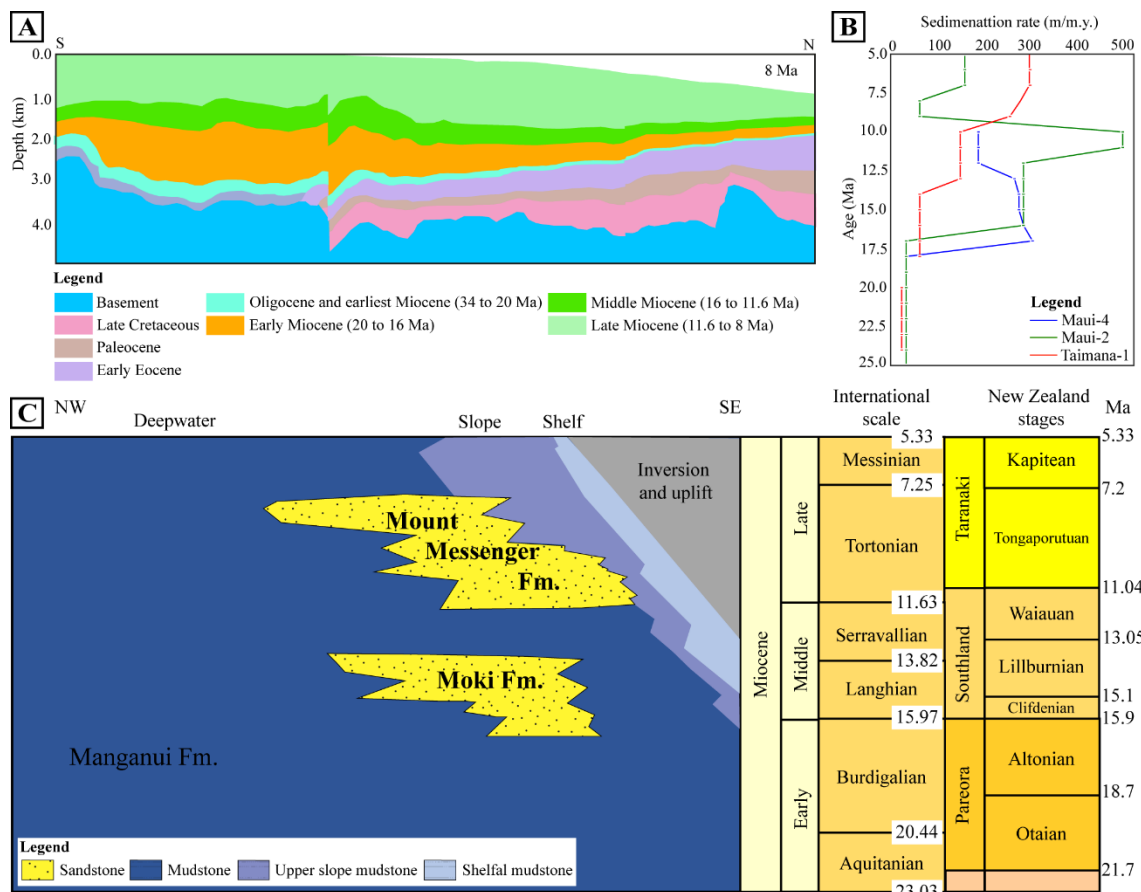 A
S
N
8 Ma
Depth (km)
0.0
1.0
2.0
3.0
4.0
Legend
Basement
Late Cretaceous
Paleocene
Early Eocene
Oligocene and earliest Miocene (34 to 20 Ma)
Early Miocene (20 to 16 Ma)
Middle Miocene (16 to 11.6 Ma)
Late Miocene (11.6 to 8 Ma)
B
Sedimenattion rate (m/m.y.)
0 100 200 300 400 500
Age (Ma)
5.0
7.5
10.0
12.5
15.0
17.5
20.0
22.5
25.0
Legend
Maui-4
Maui-2
Taimana-1
C
NW
SE
Deepwater
Slope
Shelf
Inversion
and uplift
Mount
Messenger
Fm.
Moki Fm.
Manganui Fm.
Legend
Sandstone
Mudstone
Upper slope mudstone
Shelfal mudstone
International
scale
New Zealand
stages
Ma
Miocene
Late
Middle
Early
5.33
Messinian
7.25
Tortonian
11.63
Serravallian
13.82
Langhian
15.97
Burdigalian
20.44
Aquitanian
23.03
Taranaki
Southland
Pareora
Kapitean
Tongaporutuan
Waiauan
Lillburnian
Clifdenian
Altonian
Otaian
5.33
7.2
11.04
13.05
15.1
15.9
18.7
21.7